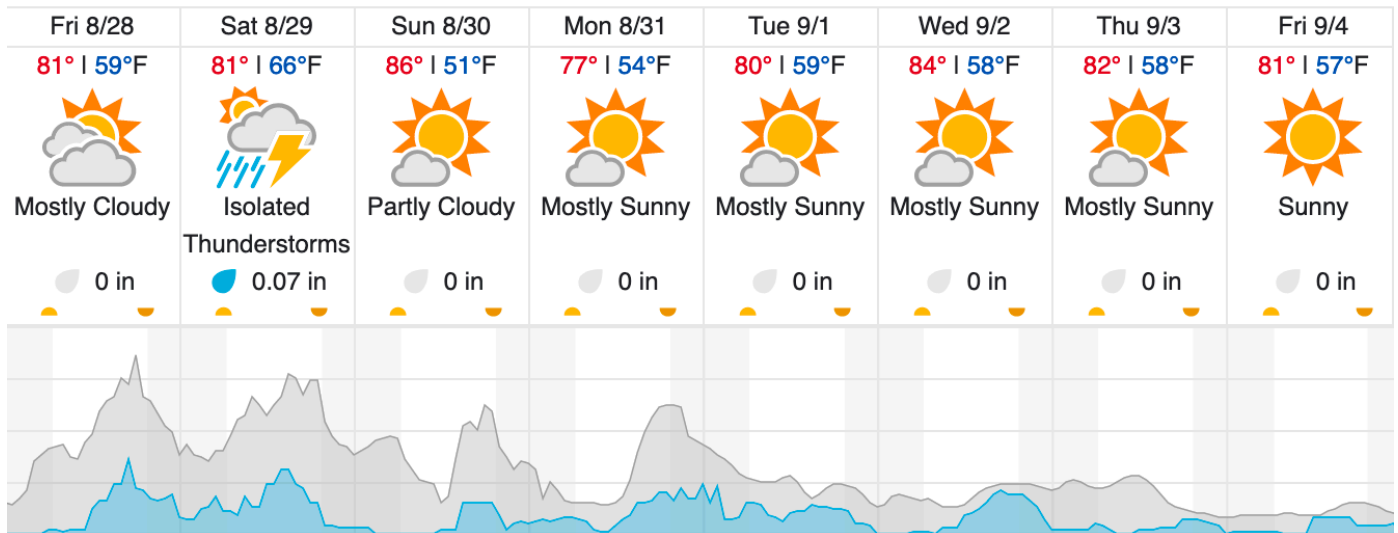 Fri 8/28 Sat 8/29 Sun 8/30 Mon 8/31 Tue 9/1 Wed 9/2 Thu 9/3 Fri 9/4
81° | 59°F 81° | 66°F 86° | 51°F 77° | 54°F 80° | 59°F 84° | 58°F 82° | 58°F 81° | 57°F
Mostly Cloudy Isolated Partly Cloudy Mostly Sunny Mostly Sunny Mostly Sunny Mostly Sunny Sunny
Thunderstorms
0 in 0.07 in 0 in 0 in 0 in 0 in 0 in 0 in